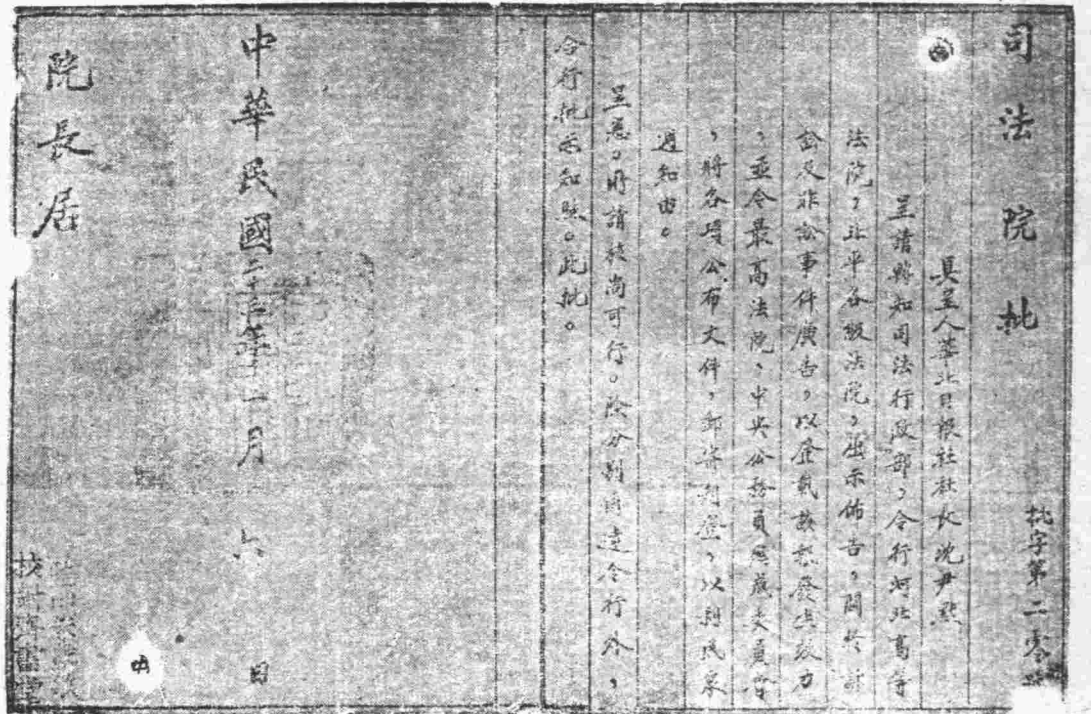 司法院批
批字第二零號
具呈人華北日報社社長沈尹默
呈請轉知司法行政部,令行河北高等
法院,北平各級法院,揭示佈告,關於訴
訟及非訟事件廣告,以登載該報發生效力
,並令最高法院、中央公務員懲戒委員會
,將各項公布文件,郵寄刊登,以利民眾
週知由。
呈悉。所請核尚可行。除分別函達令行外,
合行批示知照。此批。
中華民國二十年十一月六日
院長居